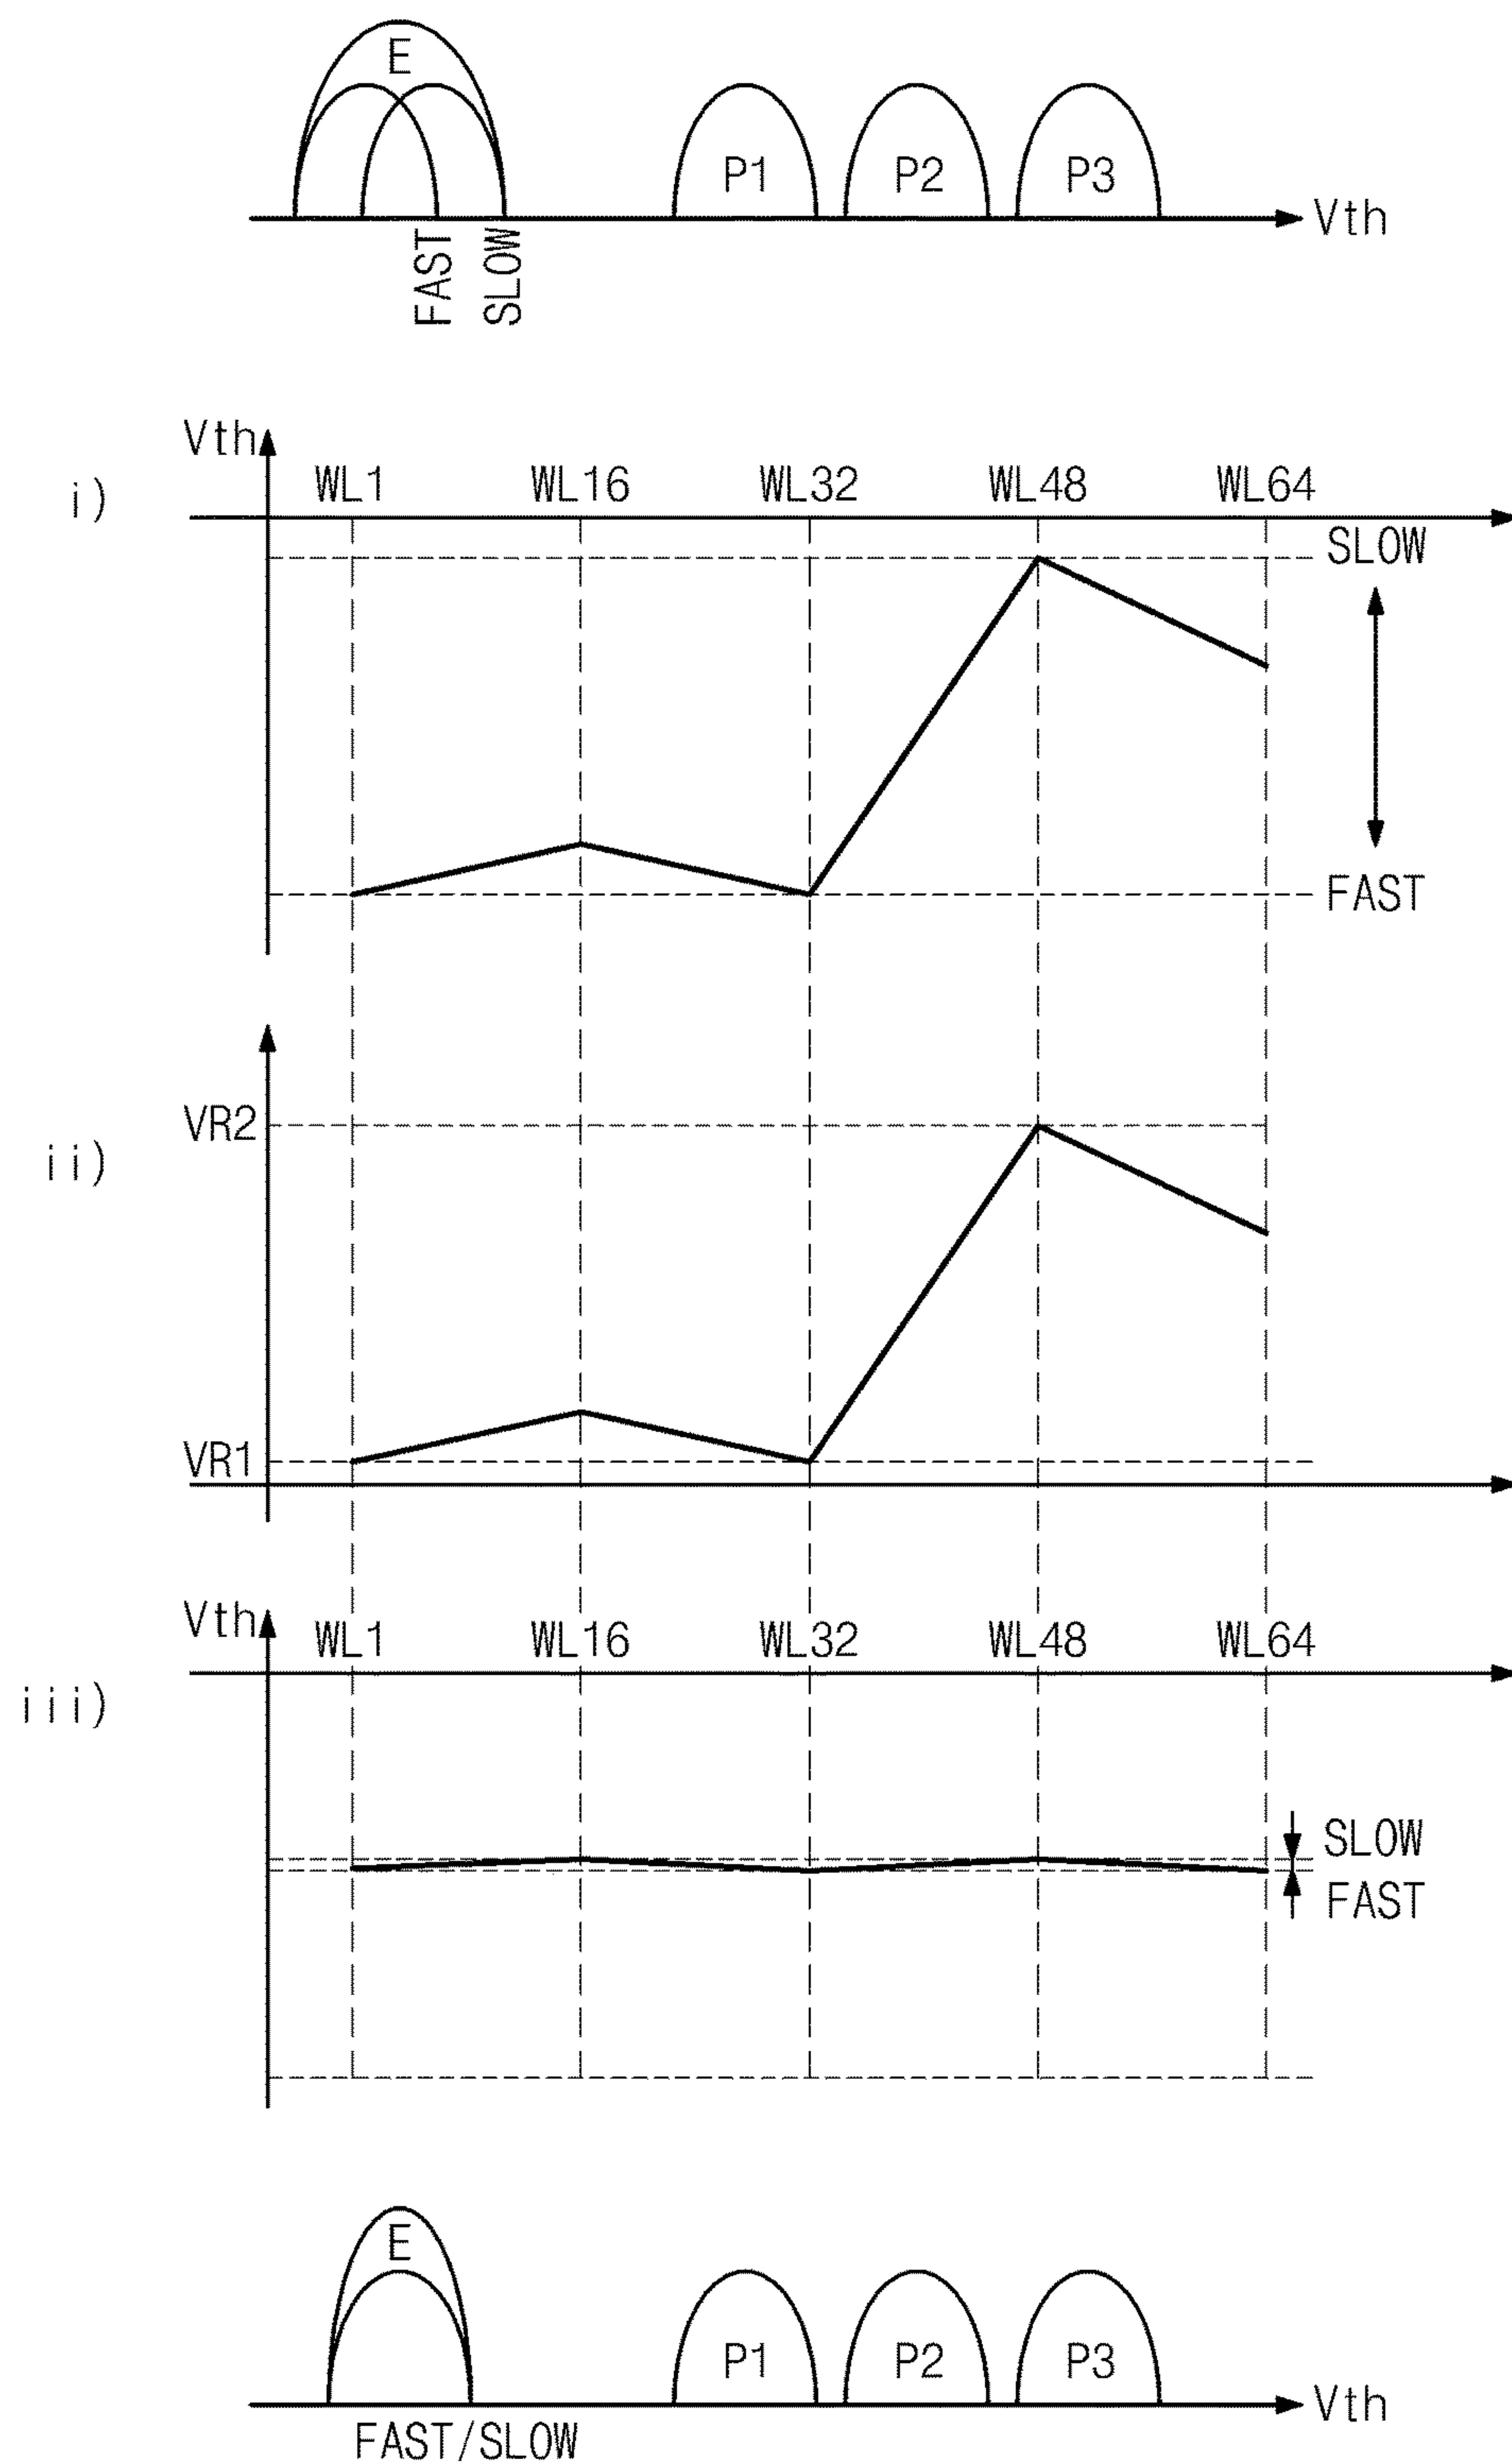 E
P1 P2 P3
Vth
FAST
SLOW
Vth
WL1 WL16 WL32 WL48 WL64
i)
SLOW
FAST
VR2
ii)
VR1
Vth
WL1 WL16 WL32 WL48 WL64
iii)
SLOW
FAST
E
P1 P2 P3
Vth
FAST/SLOW